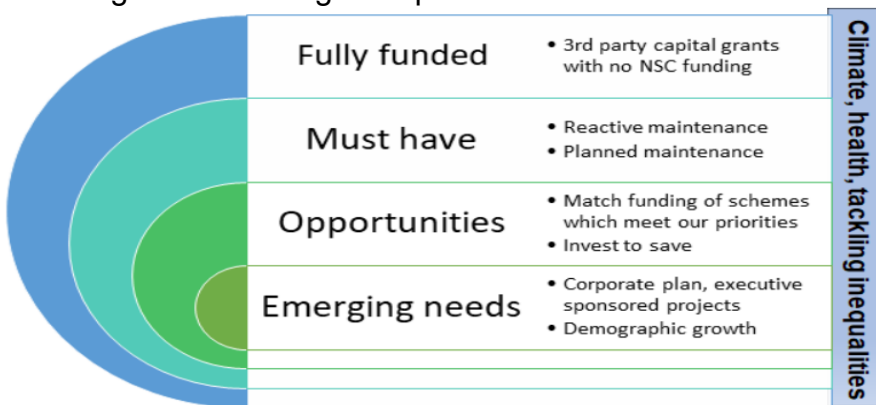 Fully funded
• 3rd party capital grants
with no NSC funding
Must have
• Reactive maintenance
• Planned maintenance
Opportunities
• Match funding of schemes
which meet our priorities
• Invest to save
Emerging needs
• Corporate plan, executive
sponsored projects
• Demographic growth
Climate, health, tackling inequalities